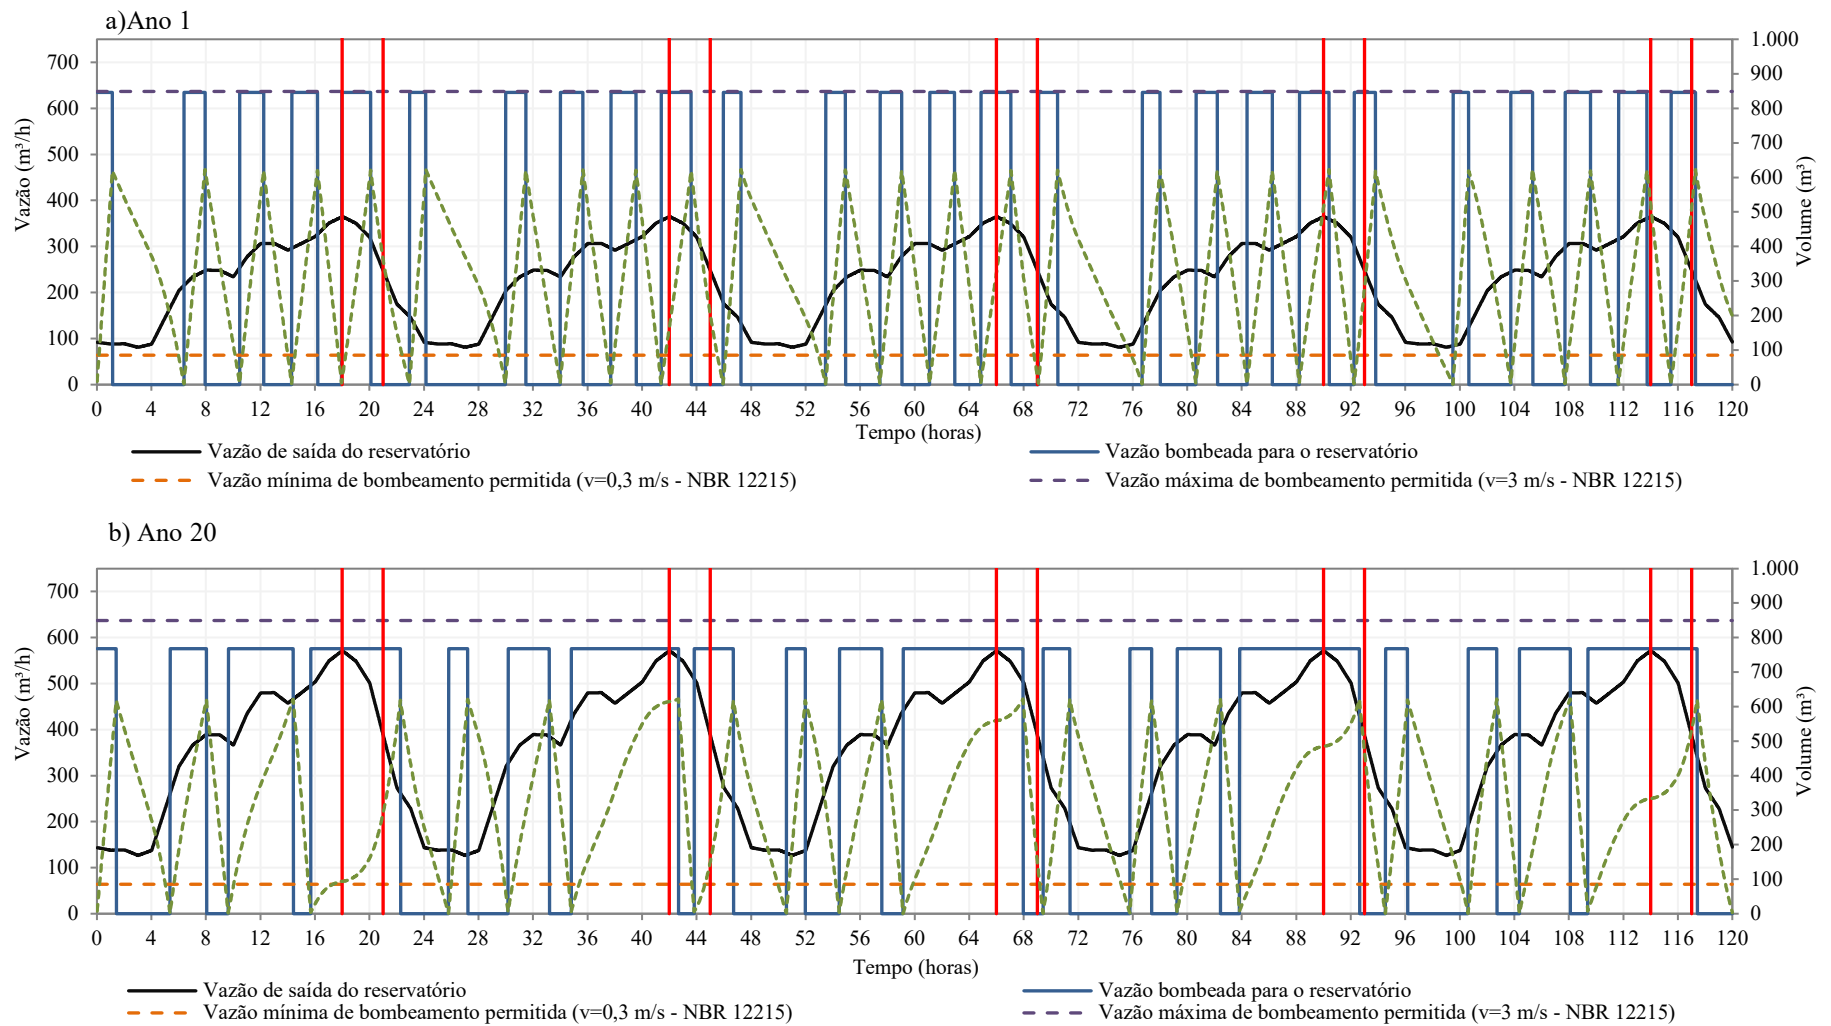 a)Ano 1
700
600
500
400
300
200
100
0
Vazão (m³/h)
1.000
900
800
700
600
500
400
300
200
100
0
Volume (m³)
0 4 8 12 16 20 24 28 32 36 40 44 48 52 56 60 64 68 72 76 80 84 88 92 96 100 104 108 112 116 120
Tempo (horas)
Vazão de saída do reservatório
Vazão bombeada para o reservatório
Vazão mínima de bombeamento permitida (v=0,3 m/s - NBR 12215)
Vazão máxima de bombeamento permitida (v=3 m/s - NBR 12215)
b) Ano 20
700
600
500
400
300
200
100
0
Vazão (m³/h)
1.000
900
800
700
600
500
400
300
200
100
0
Volume (m³)
0 4 8 12 16 20 24 28 32 36 40 44 48 52 56 60 64 68 72 76 80 84 88 92 96 100 104 108 112 116 120
Tempo (horas)
Vazão de saída do reservatório
Vazão bombeada para o reservatório
Vazão mínima de bombeamento permitida (v=0,3 m/s - NBR 12215)
Vazão máxima de bombeamento permitida (v=3 m/s - NBR 12215)